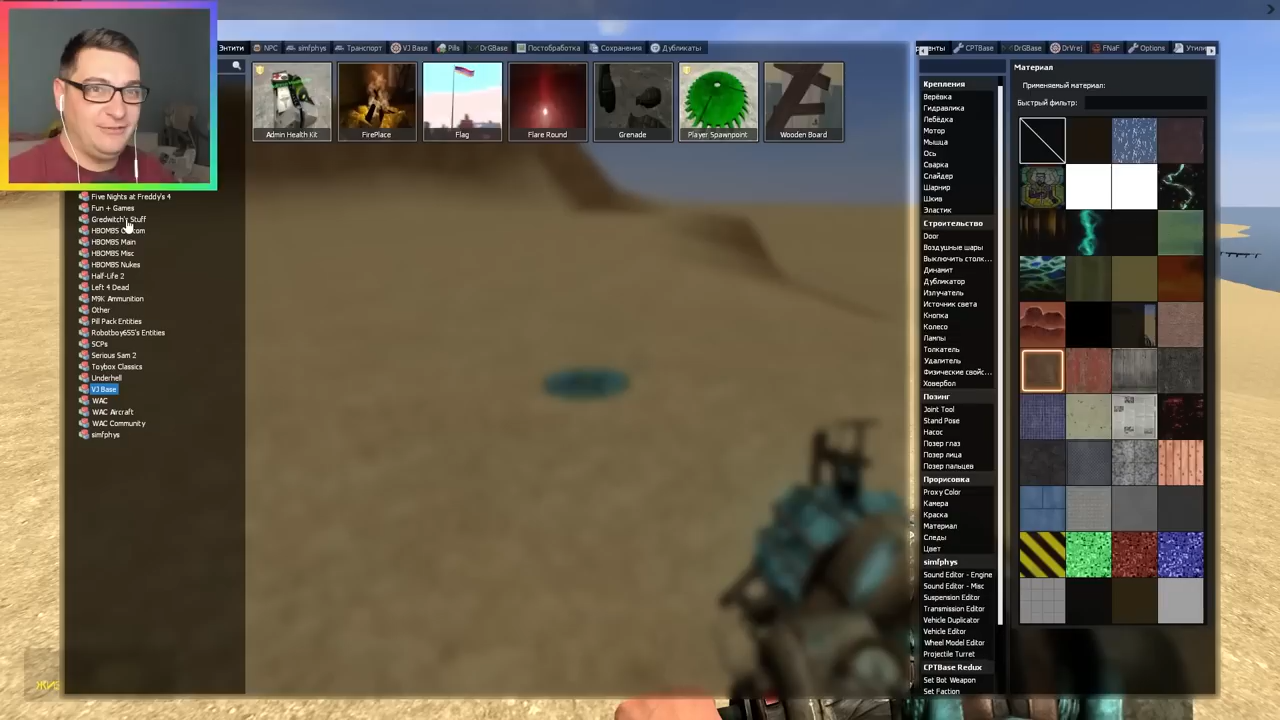 Энтити NPC simfphys Транспорт VJ Base Pills DrGBase Постобработка Сохранения Дубликаты
Admin Health Kit FirePlace Flag Flare Round Grenade Player Spawnpoint Wooden Board
Five Nights at Freddy's 4
Fun + Games
Gredwitch's Stuff
HBOMBS
HBOMBS Main
HBOMBS Misc
HBOMBS Nukes
Half-Life 2
Left 4 Dead
M9K Ammunition
Other
Pill Pack Entities
Robotboy655's Entities
SCPs
Serious Sam 2
Toybox Classics
Underhell
VJ Base
WAC
WAC Aircraft
WAC Community
simfphys
CPTBase DrGBase DrVrej FNaF Options
Крепления
Верёвка
Гидравлика
Лебёдка
Мотор
Мышца
Ось
Сварка
Слайдер
Шарнир
Шкив
Эластик
Строительство
Door
Воздушные шары
Выключить столк...
Динамит
Дубликатор
Излучатель
Источник света
Кнопка
Колесо
Лампы
Толкатель
Удалитель
Физические свойс...
Ховербол
Позинг
Joint Tool
Stand Pose
Насос
Позер глаз
Позер лица
Позер пальцев
Прорисовка
Proxy Color
Камера
Краска
Материал
Следы
Цвет
simfphys
Sound Editor - Engine
Sound Editor - Misc
Suspension Editor
Transmission Editor
Vehicle Duplicator
Vehicle Editor
Wheel Model Editor
Projectile Turret
CPTBase Redux
Set Bot Weapon
Set Faction
Материал
Применяемый материал:
Быстрый фильтр: